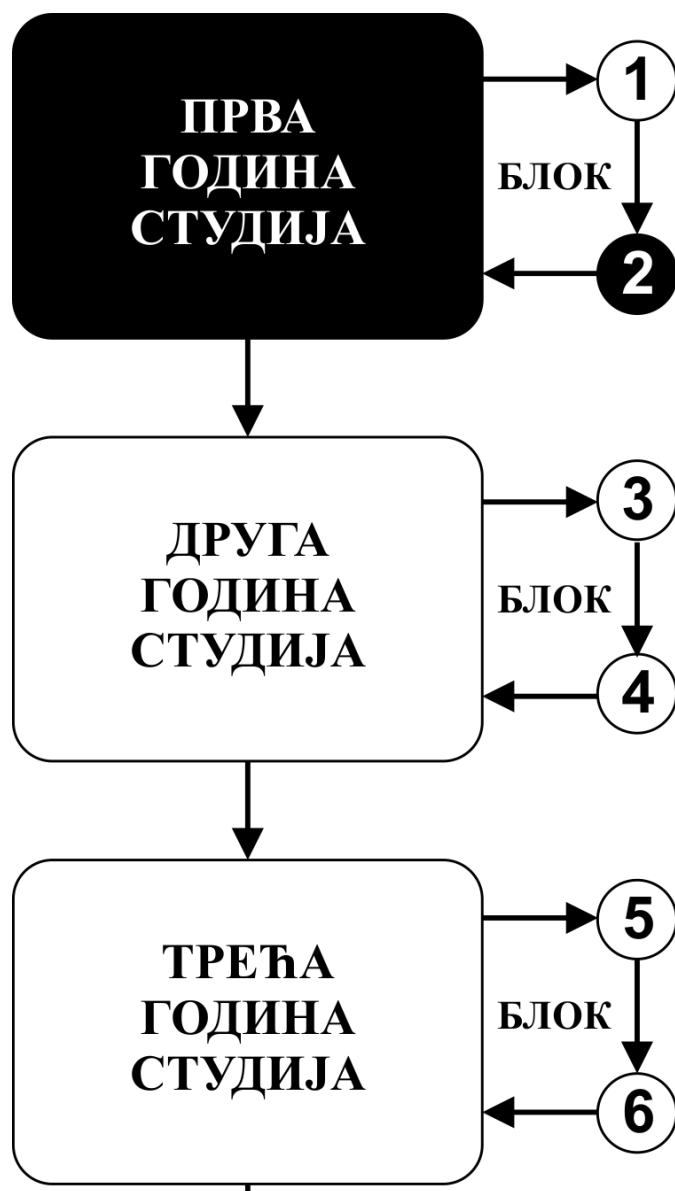 ПРВА
ГОДИНА
СТУДИЈА
1
БЛОК
2
ДРУГА
ГОДИНА
СТУДИЈА
3
БЛОК
4
ТРЕЋА
ГОДИНА
СТУДИЈА
5
БЛОК
6